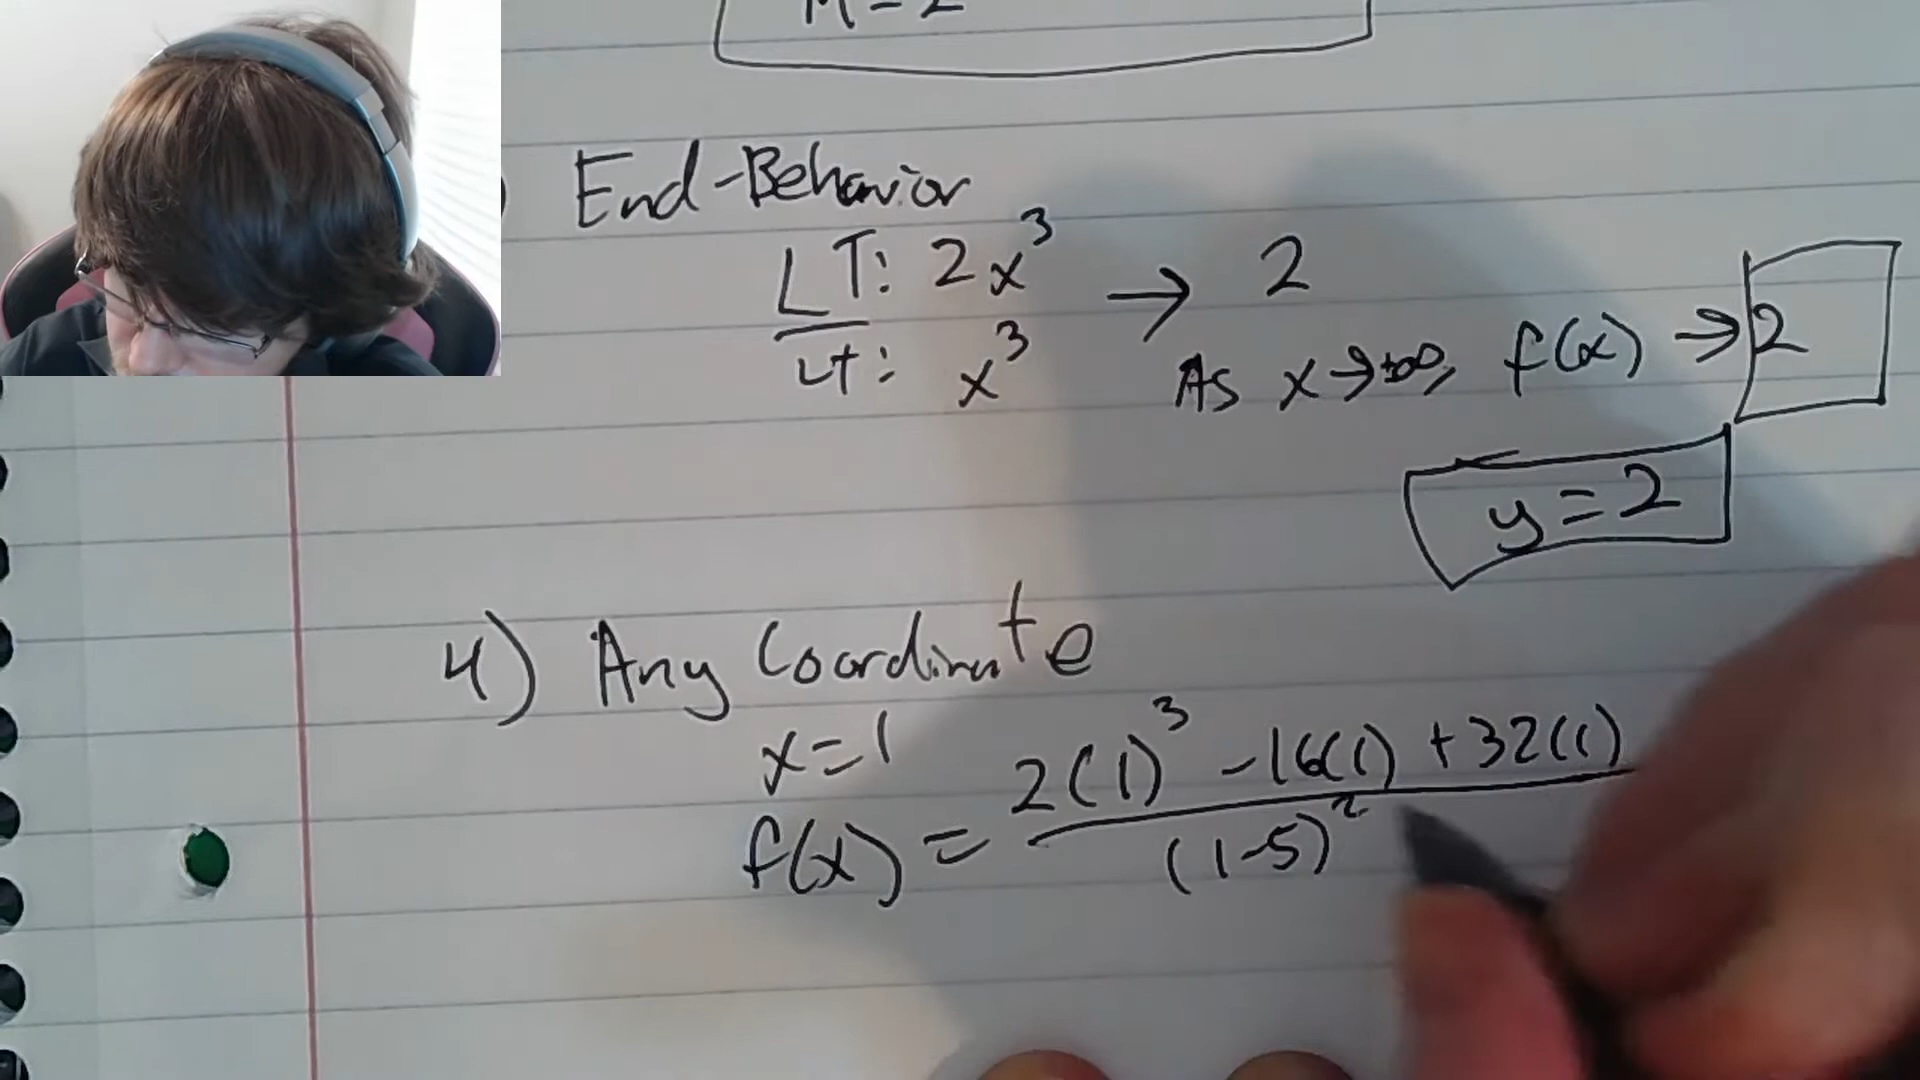 M = 2
End-Behavior
LT: 2x³ → 2
LT: x³
As x→±∞, f(x) → 2
y = 2
4) Any Coordinate
x = 1
f(x) = 2(1)³ - 16(1) + 32(1)
(1-5)²